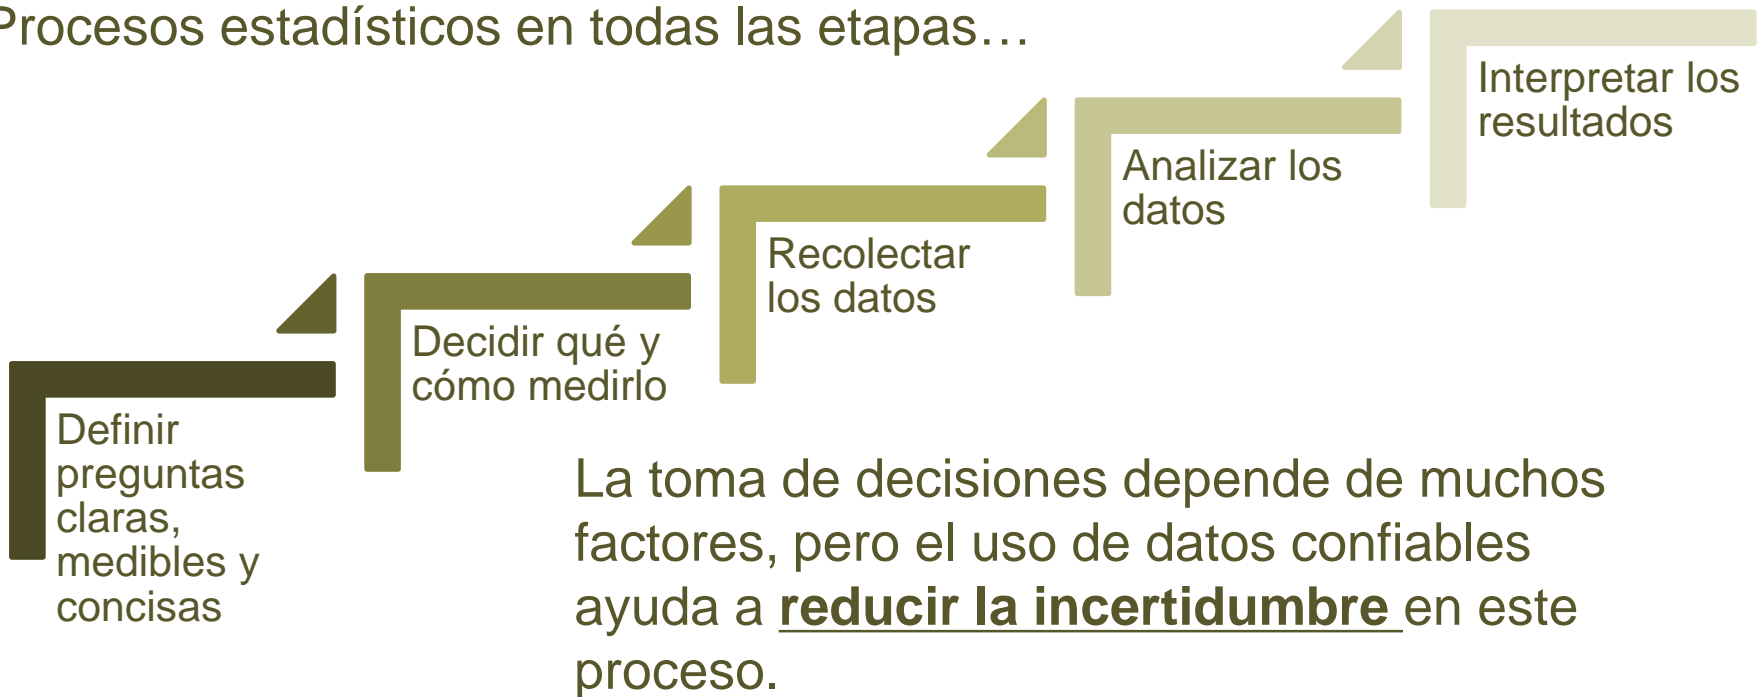 Procesos estadísticos en todas las etapas…
Definir
preguntas
claras,
medibles y
concisas
Decidir qué y
cómo medirlo
Recolectar
los datos
Analizar los
datos
Interpretar los
resultados
La toma de decisiones depende de muchos
factores, pero el uso de datos confiables
ayuda a reducir la incertidumbre en este
proceso.